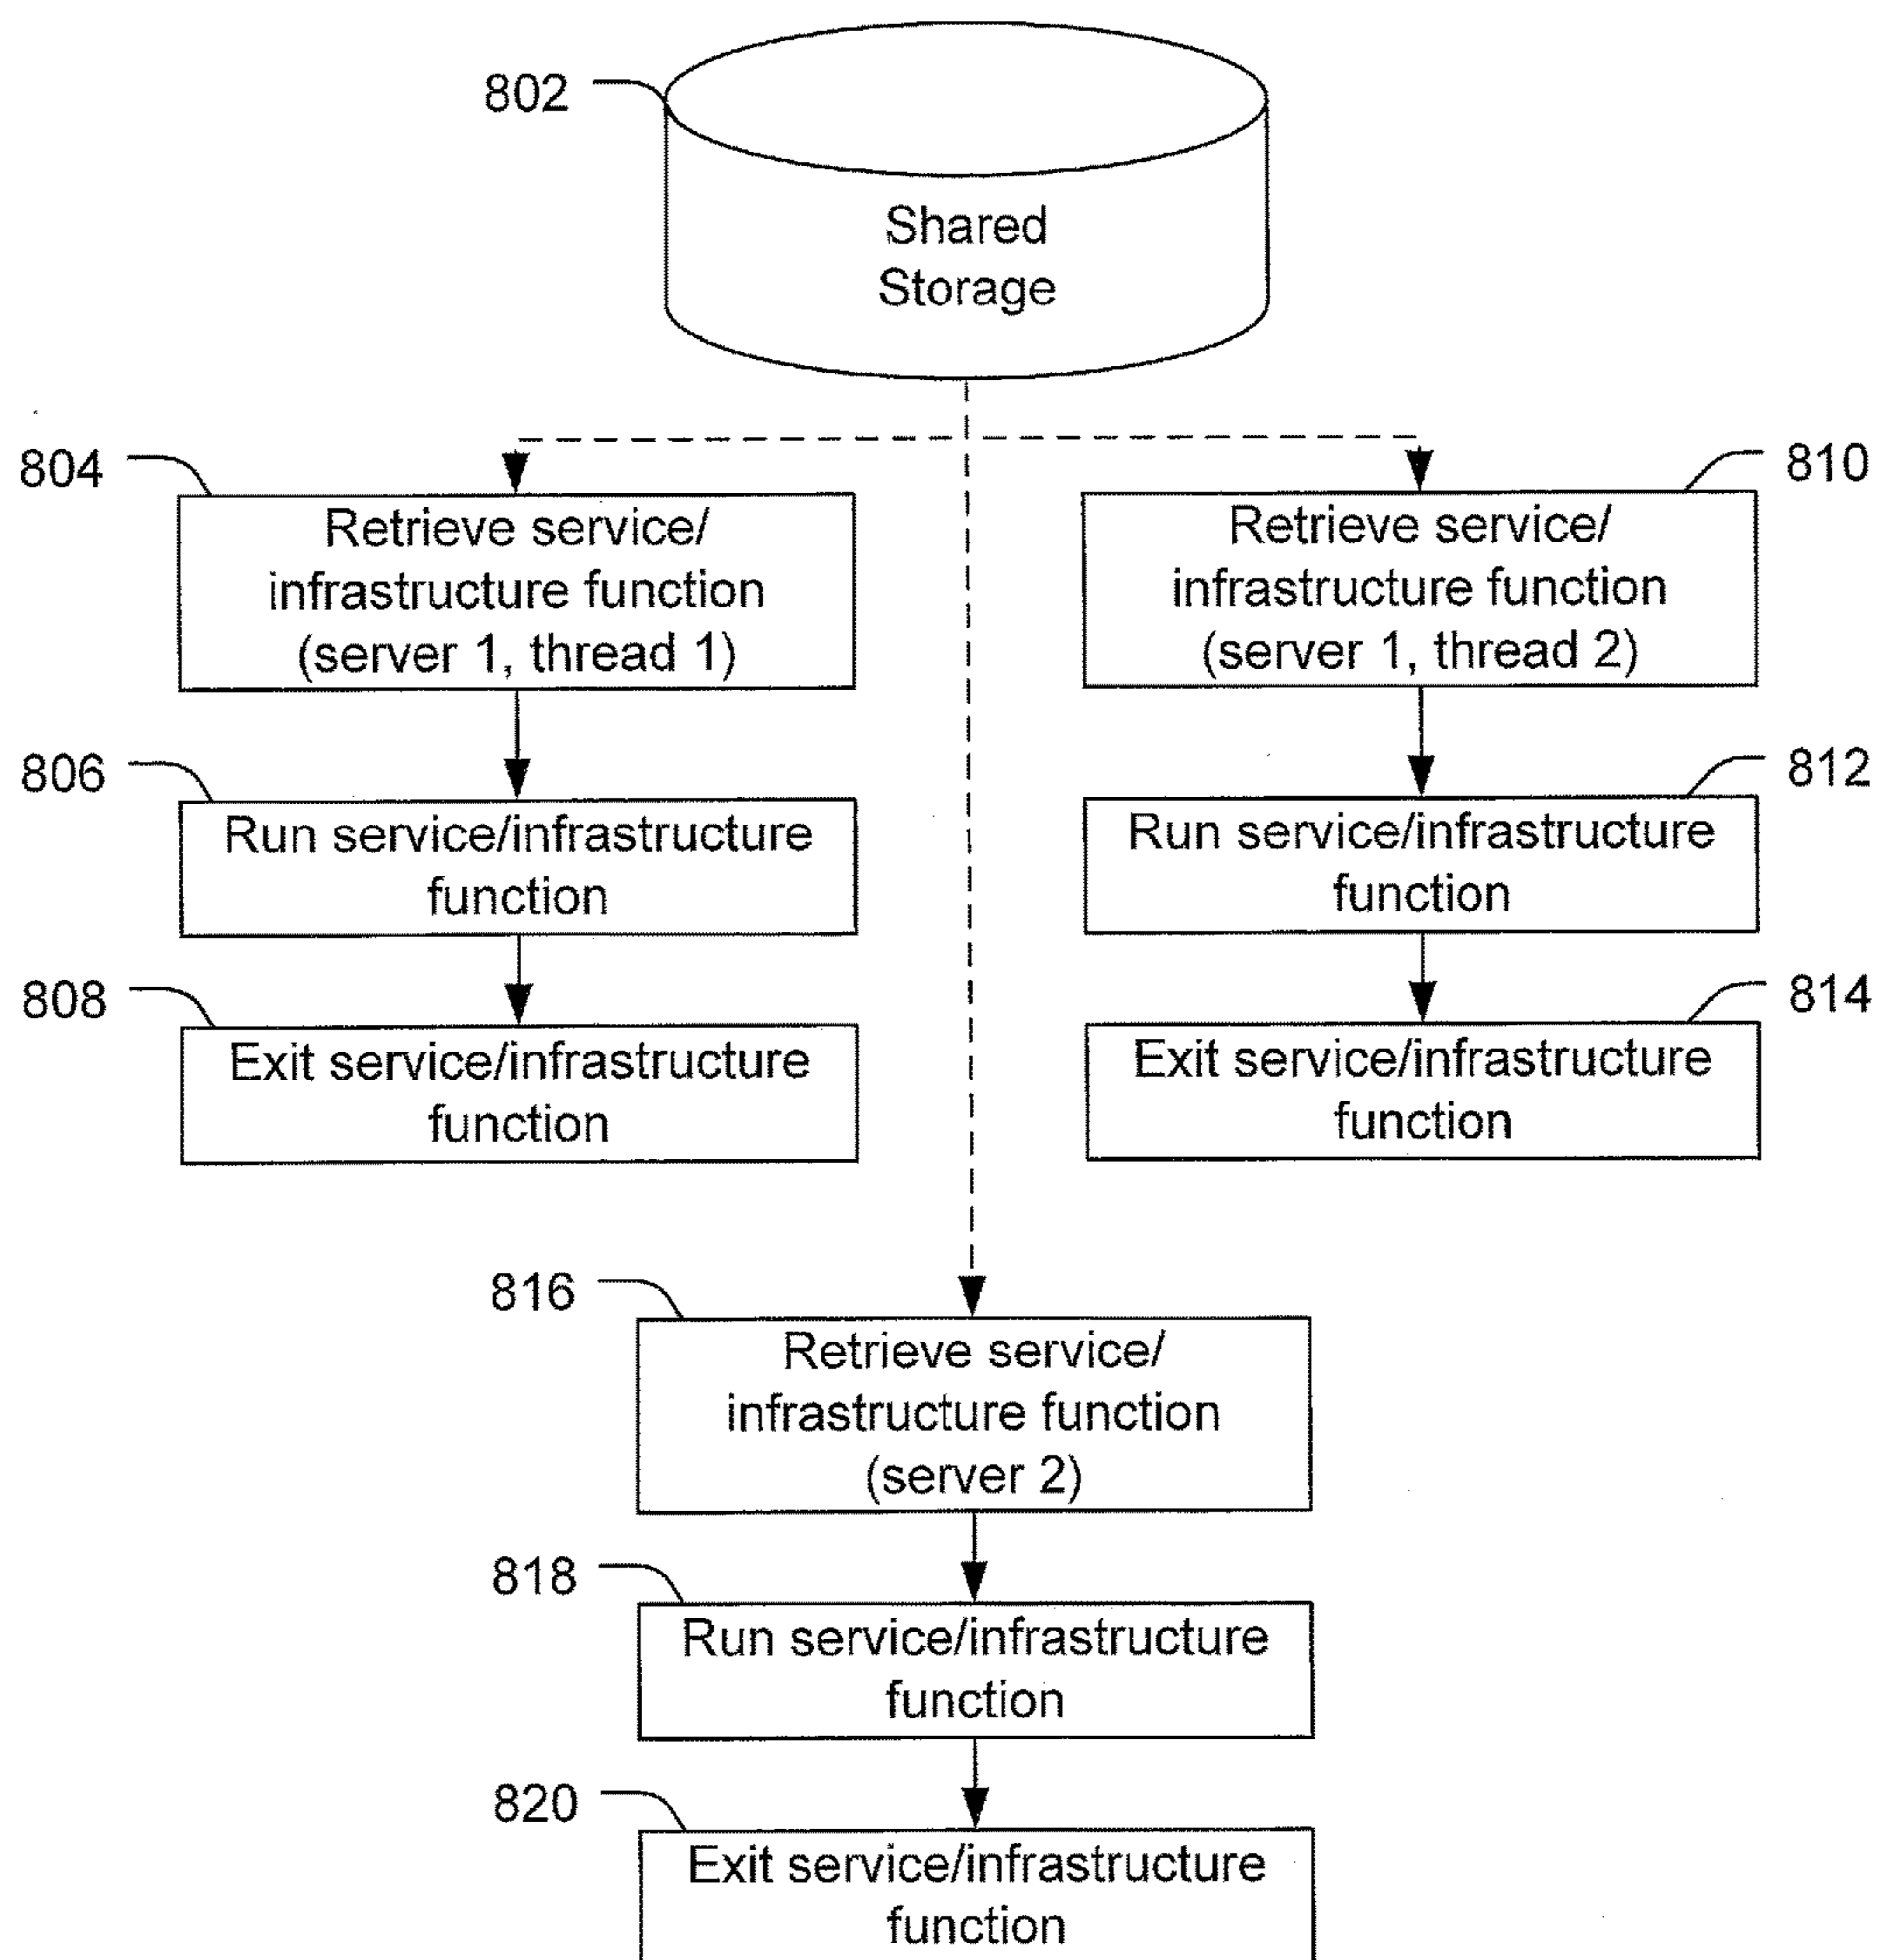 802
Shared
Storage
804
Retrieve service/
infrastructure function
(server 1, thread 1)
810
Retrieve service/
infrastructure function
(server 1, thread 2)
806
Run service/infrastructure
function
812
Run service/infrastructure
function
808
Exit service/infrastructure
function
814
Exit service/infrastructure
function
816
Retrieve service/
infrastructure function
(server 2)
818
Run service/infrastructure
function
820
Exit service/infrastructure
function